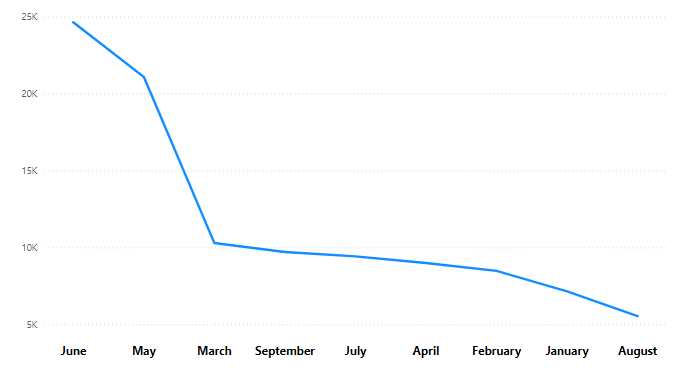 25K
20K
15K
10K
5K
June May March September July April February January August